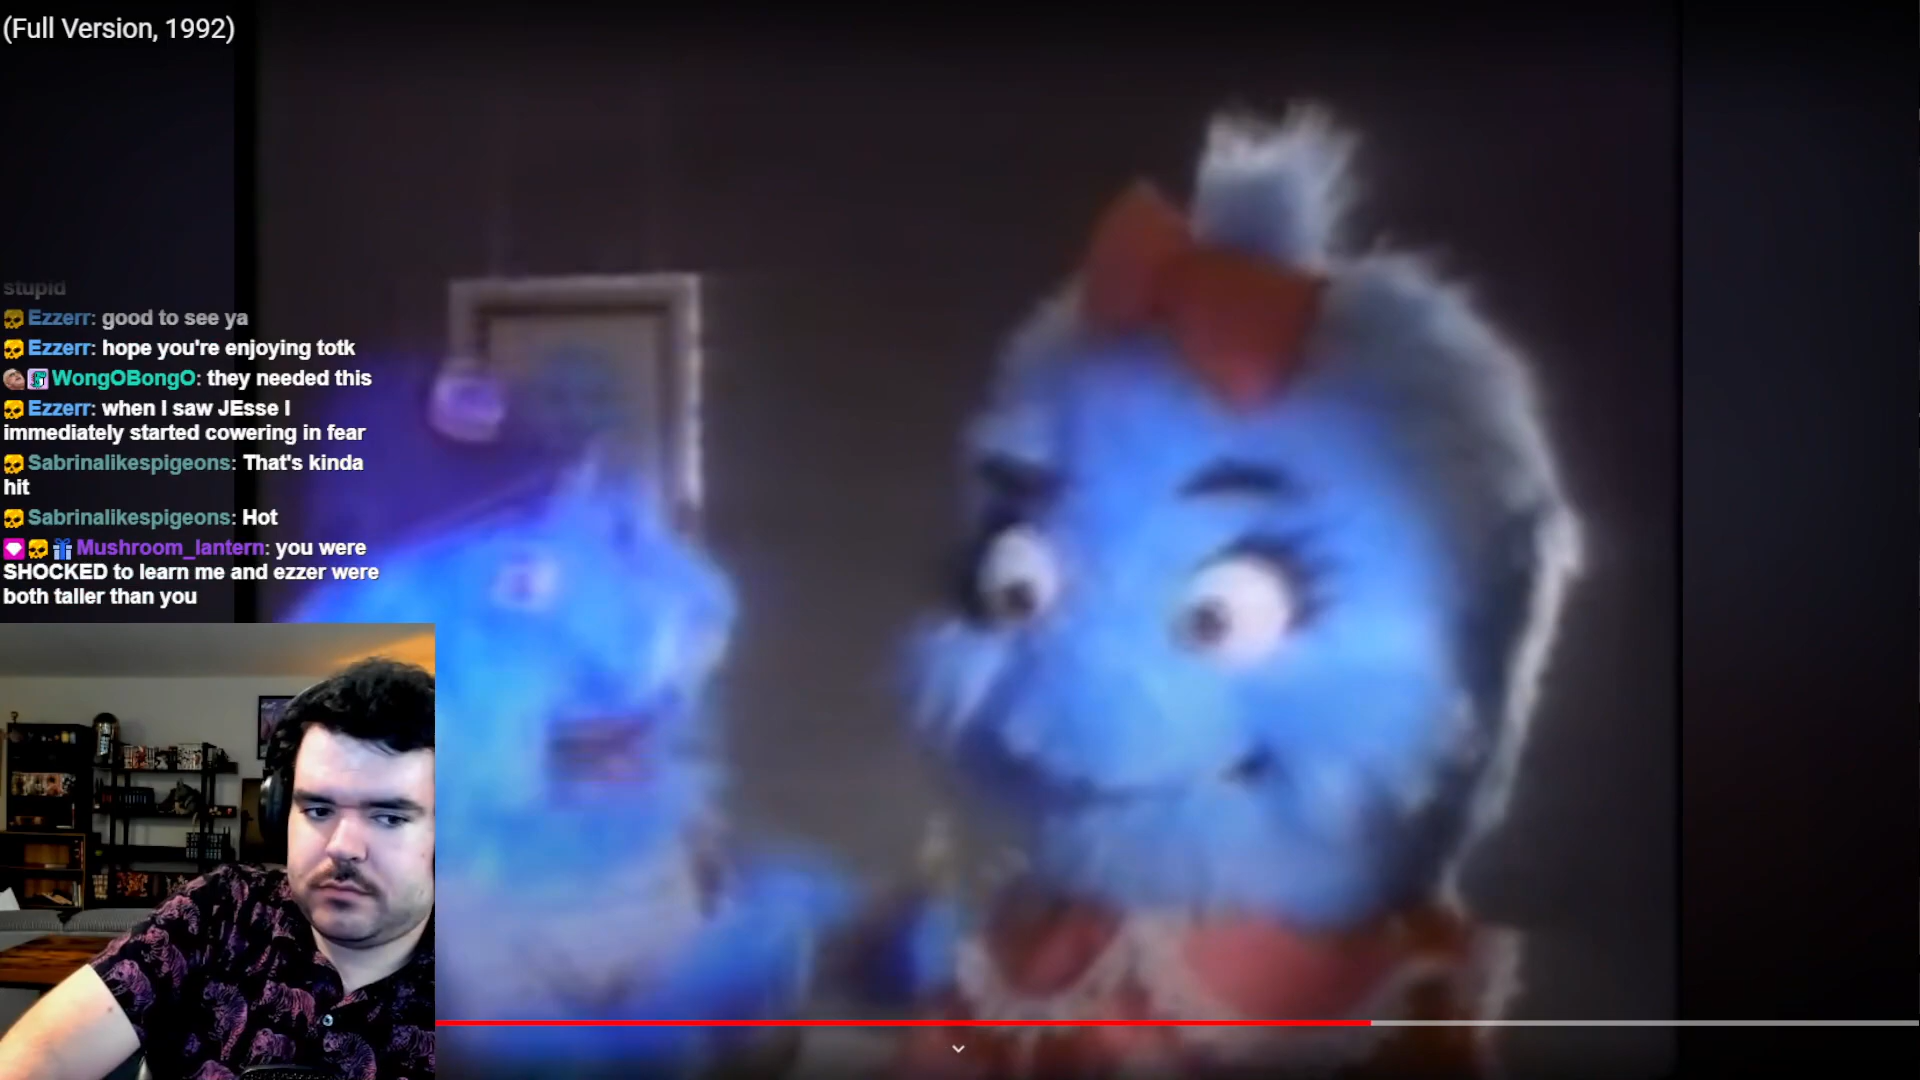 (Full Version, 1992)
stupid
Ezzerr: good to see ya
Ezzerr: hope you're enjoying totk
WongOBongO: they needed this
Ezzerr: when I saw JEsse I
immediately started cowering in fear
Sabrinalikespigeons: That's kinda
hit
Sabrinalikespigeons: Hot
Mushroom_lantern: you were
SHOCKED to learn me and ezzer were
both taller than you